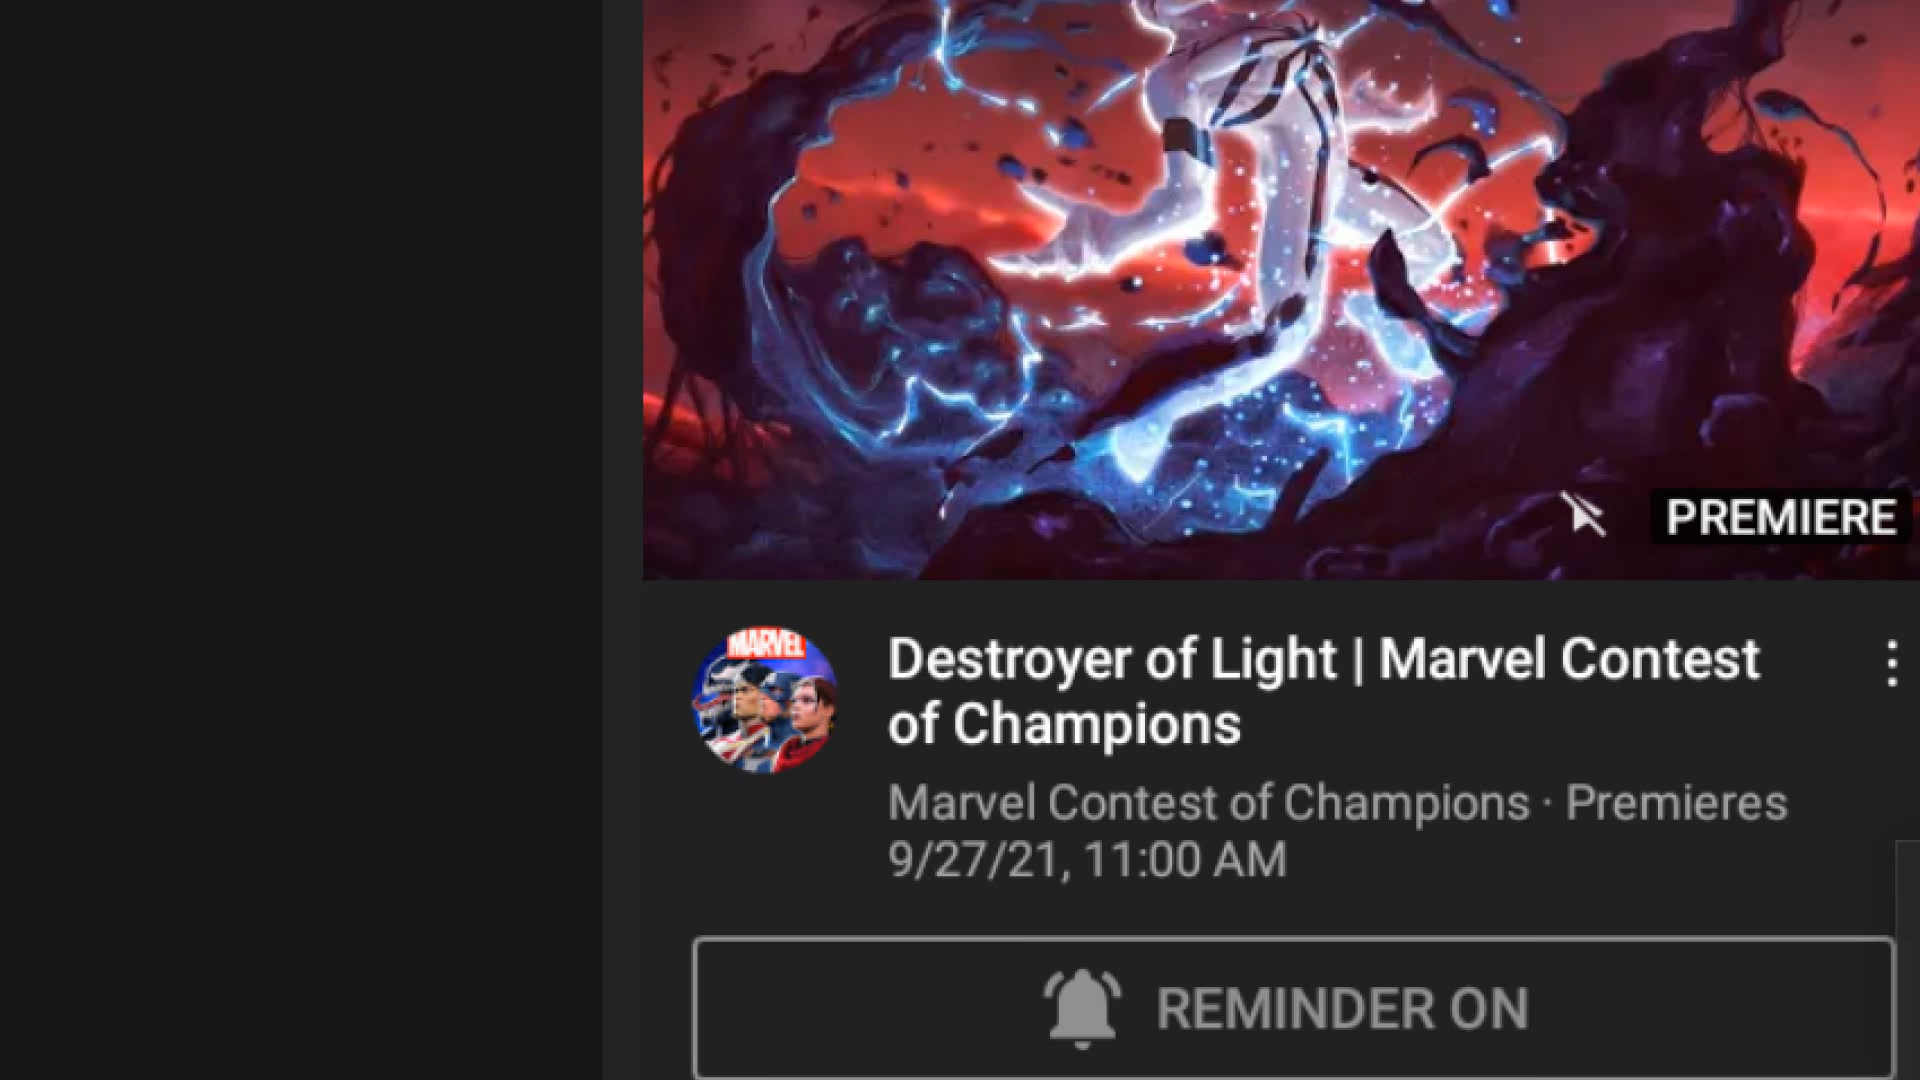 PREMIERE
MARVEL
Destroyer of Light | Marvel Contest
of Champions
Marvel Contest of Champions · Premieres
9/27/21, 11:00 AM
REMINDER ON